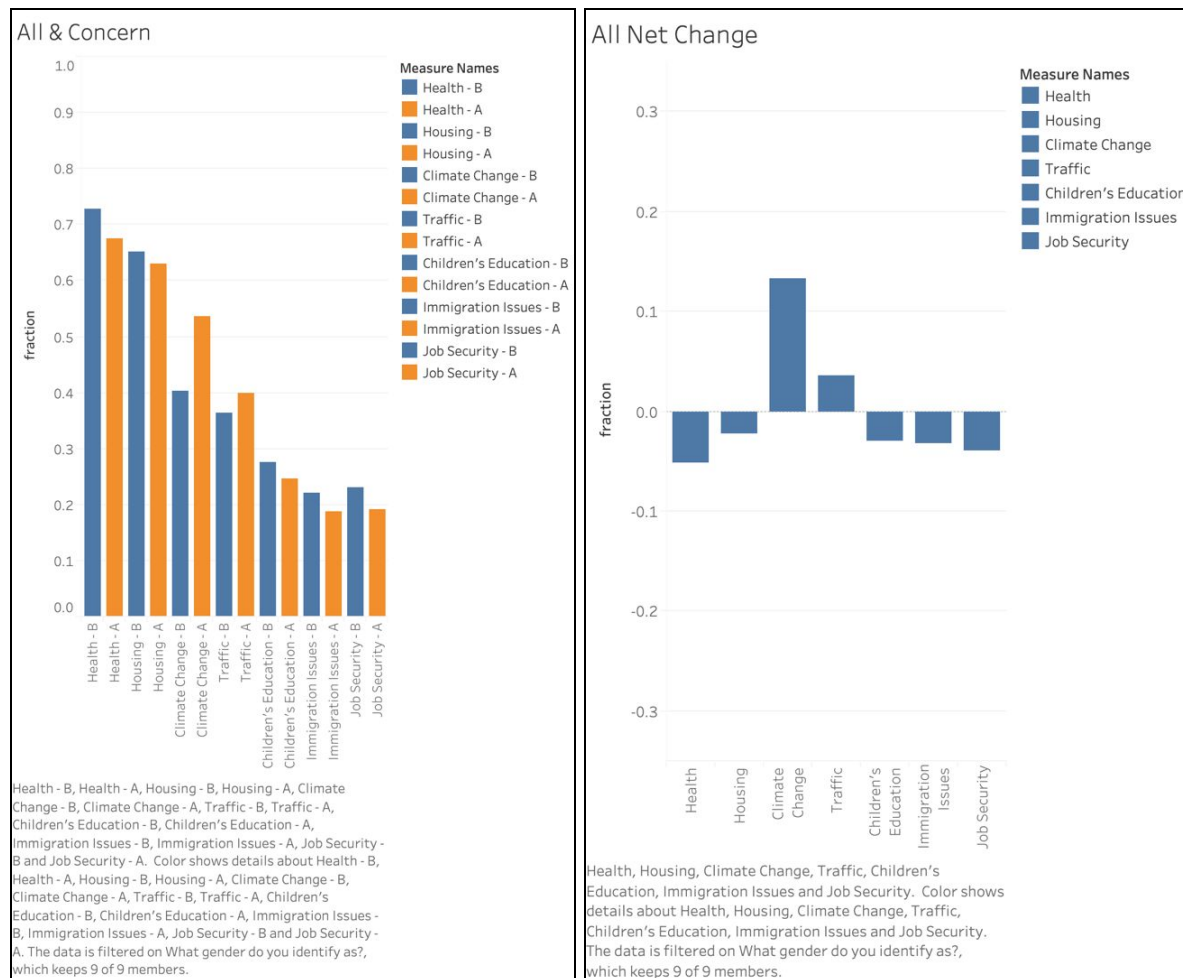 All & Concern
1.0
0.9
0.8
0.7
0.6
0.5
0.4
0.3
0.2
0.1
0.0
fraction
Health - B
Health - A
Housing - B
Housing - A
Climate Change - B
Climate Change - A
Traffic - B
Traffic - A
Children's Education - B
Children's Education - A
Immigration Issues - B
Immigration Issues - A
Job Security - B
Job Security - A
Measure Names
Health - B
Health - A
Housing - B
Housing - A
Climate Change - B
Climate Change - A
Traffic - B
Traffic - A
Children's Education - B
Children's Education - A
Immigration Issues - B
Immigration Issues - A
Job Security - B
Job Security - A
Health - B, Health - A, Housing - B, Housing - A, Climate
Change - B, Climate Change - A, Traffic - B, Traffic - A,
Children's Education - B, Children's Education - A,
Immigration Issues - B, Immigration Issues - A, Job Security -
B and Job Security - A. Color shows details about Health - B,
Health - A, Housing - B, Housing - A, Climate Change - B,
Climate Change - A, Traffic - B, Traffic - A, Children's
Education - B, Children's Education - A, Immigration Issues -
B, Immigration Issues - A, Job Security - B and Job Security -
A. The data is filtered on What gender do you identify as?,
which keeps 9 of 9 members.
All Net Change
0.3
0.2
0.1
0.0
-0.1
-0.2
-0.3
fraction
Health
Housing
Climate
Change
Traffic
Children's
Education
Immigration
Issues
Job Security
Measure Names
Health
Housing
Climate Change
Traffic
Children's Education
Immigration Issues
Job Security
Health, Housing, Climate Change, Traffic, Children's
Education, Immigration Issues and Job Security. Color shows
details about Health, Housing, Climate Change, Traffic,
Children's Education, Immigration Issues and Job Security.
The data is filtered on What gender do you identify as?,
which keeps 9 of 9 members.